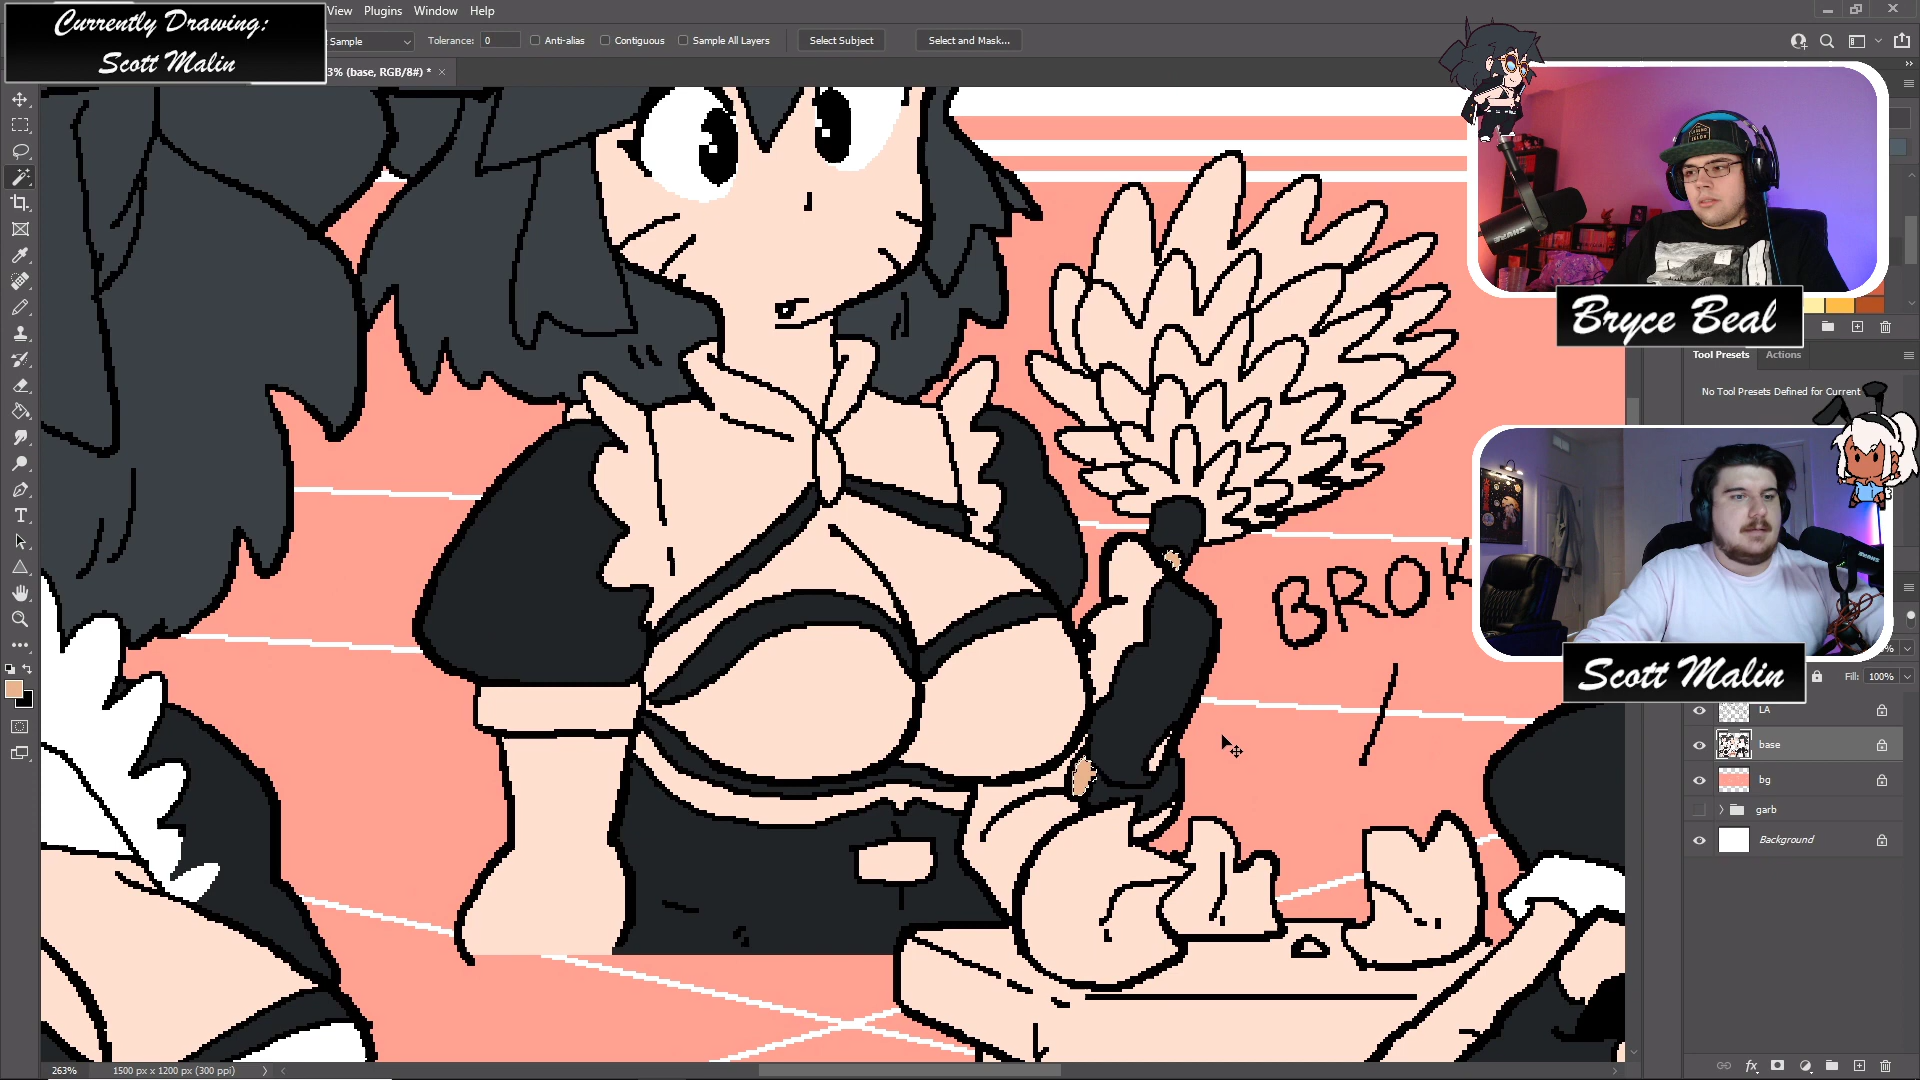 Currently Drawing:
Scott Malin
View Plugins Window Help
Sample
Tolerance: 0
Anti-alias
Contiguous
Sample All Layers
Select Subject
Select and Mask...
3% (base, RGB/8#) *
Bryce Beal
Tool Presets Actions
No Tool Presets Defined for Current
BROK
Scott Malin
Fill: 100%
LA
base
bg
garb
Background
263%
1500 px x 1200 px (300 ppi)